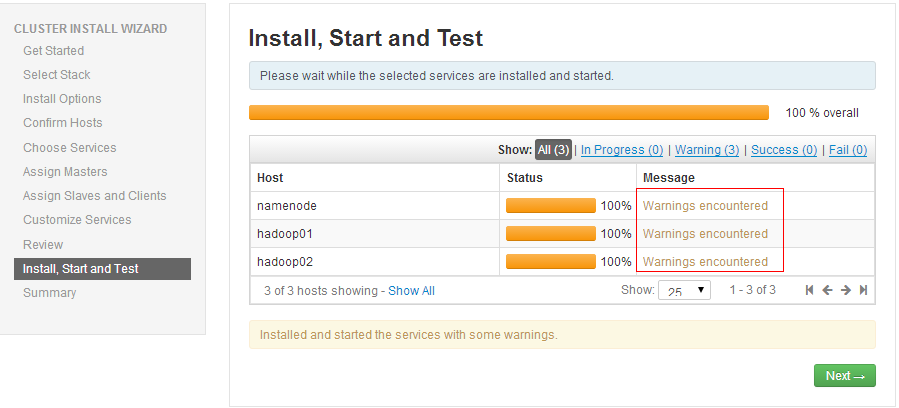 CLUSTER INSTALL WIZARD
Get Started
Select Stack
Install Options
Confirm Hosts
Choose Services
Assign Masters
Assign Slaves and Clients
Customize Services
Review
Install, Start and Test
Summary
Install, Start and Test
Please wait while the selected services are installed and started.
100 % overall
Show: All (3) | In Progress (0) | Warning (3) | Success (0) | Fail (0)
Host Status Message
namenode 100% Warnings encountered
hadoop01 100% Warnings encountered
hadoop02 100% Warnings encountered
3 of 3 hosts showing - Show All Show: 25 1 - 3 of 3
Installed and started the services with some warnings.
Next →